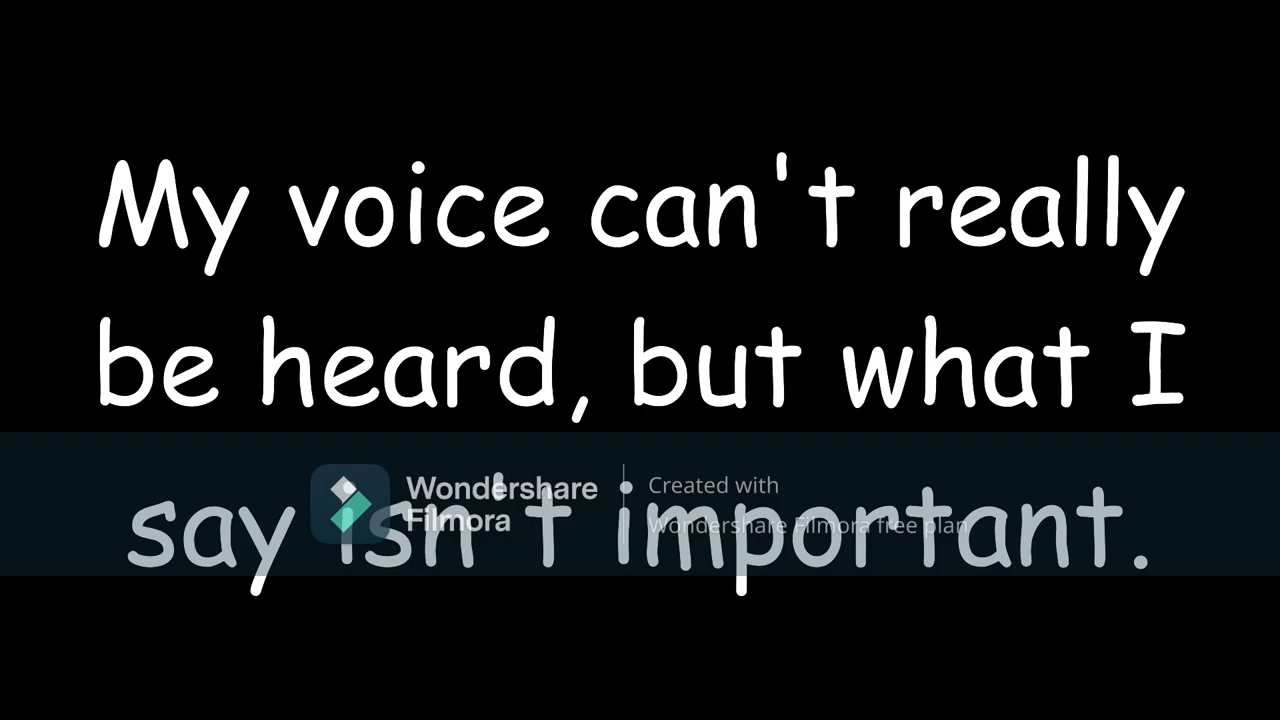 My voice can't really
be heard, but what I
say isn't important.
Wondershare
Filmora
Created with
Wondershare Filmora free plan